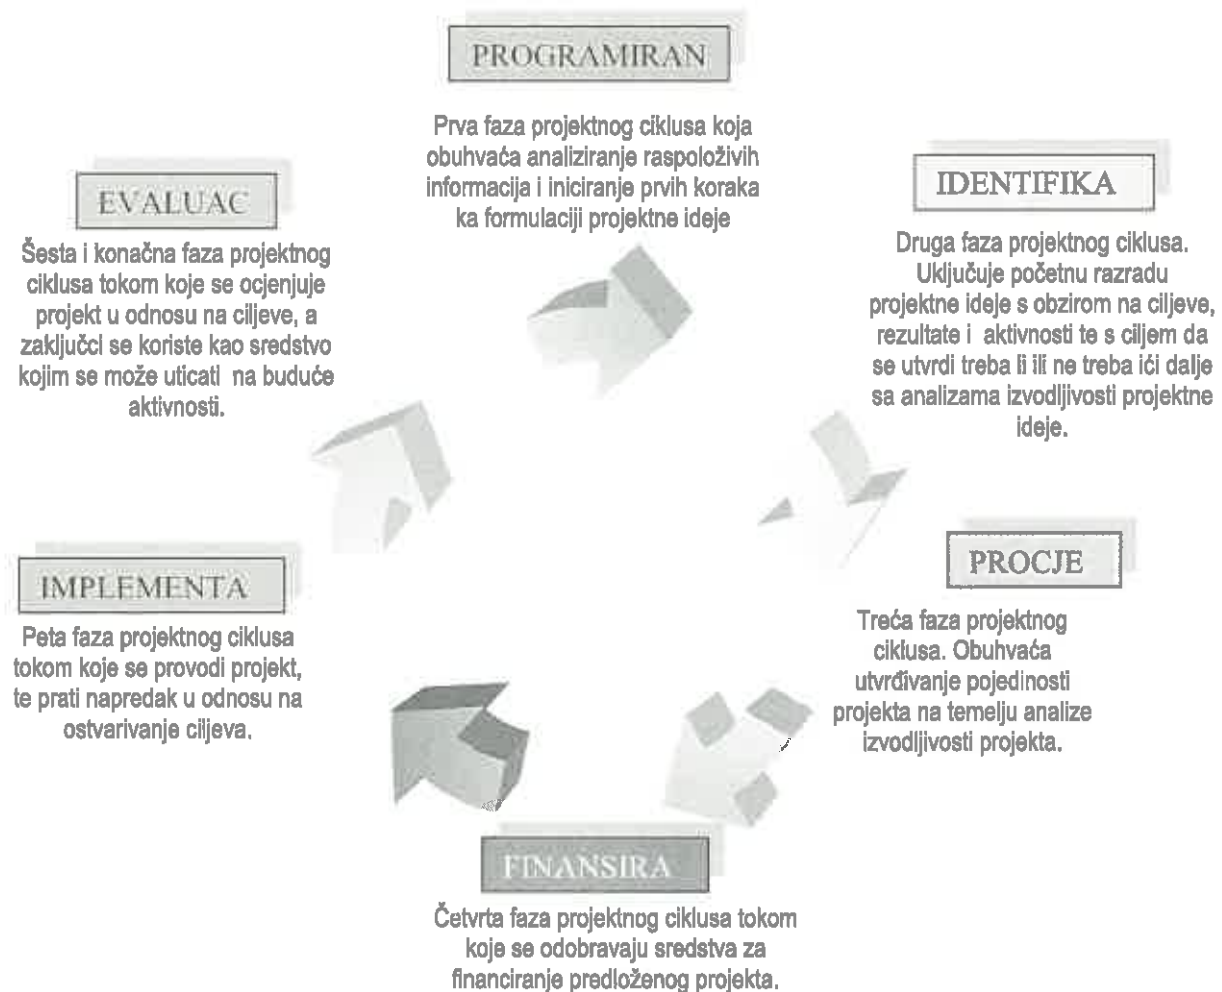 PROGRAMIRAN
Prva faza projektnog ciklusa koja
obuhvaća analiziranje raspoloživih
informacija i iniciranje prvih koraka
ka formulaciji projektne ideje
IDENTIFIKA
Druga faza projektnog ciklusa.
Uključuje početnu razradu
projektne ideje s obzirom na ciljeve,
rezultate i aktivnosti te s ciljem da
se utvrdi treba li ili ne treba ići dalje
sa analizama izvodljivosti projektne
ideje.
PROCJE
Treća faza projektnog
ciklusa. Obuhvaća
utvrđivanje pojedinosti
projekta na temelju analize
izvodljivosti projekta.
FINANSIRA
Četvrta faza projektnog ciklusa tokom
koje se odobravaju sredstva za
financiranje predloženog projekta.
IMPLEMENTA
Peta faza projektnog ciklusa
tokom koje se provodi projekt,
te prati napredak u odnosu na
ostvarivanje ciljeva.
EVALUAC
Šesta i konačna faza projektnog
ciklusa tokom koje se ocjenjuje
projekt u odnosu na ciljeve, a
zaključci se koriste kao sredstvo
kojim se može uticati na buduće
aktivnosti.